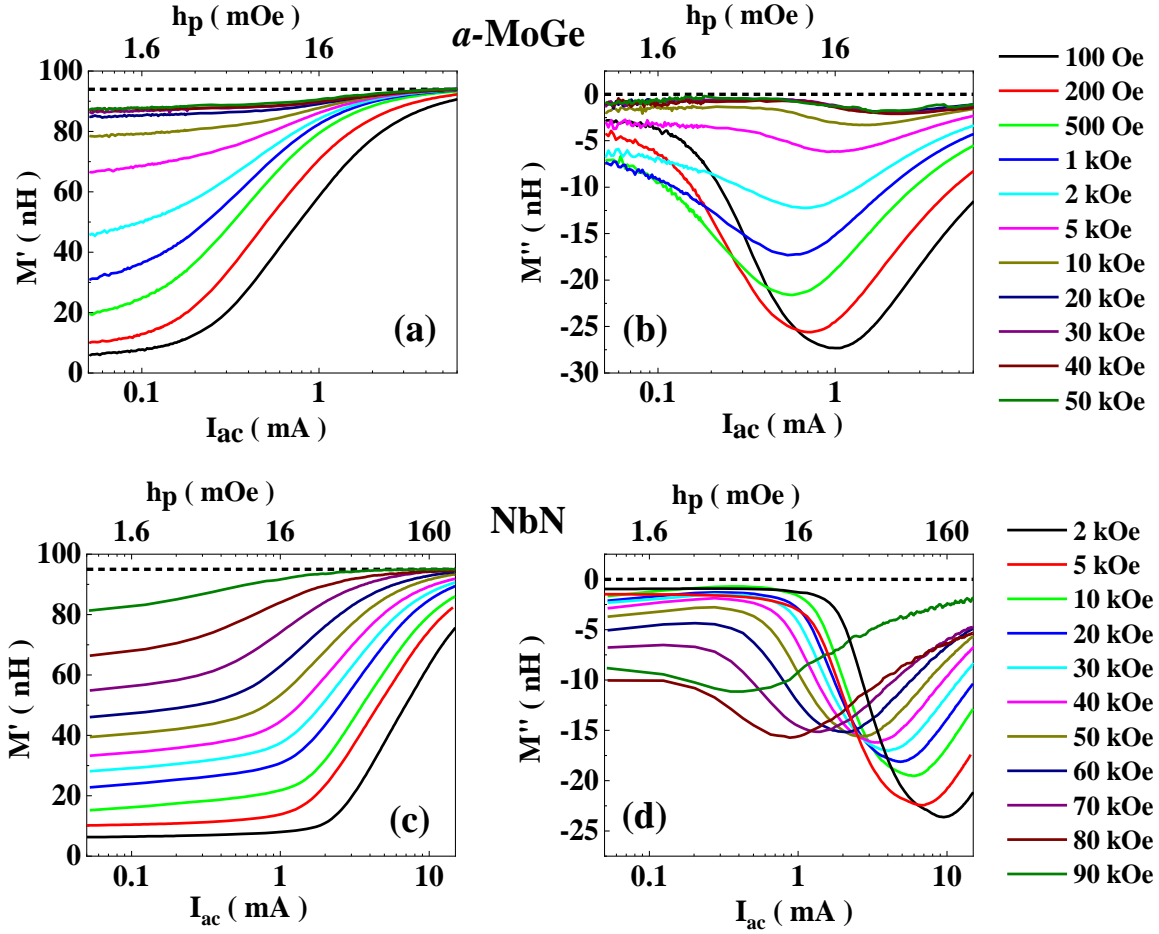 a-MoGe
hp ( mOe )
1.6 16
100
80
60
40
20
0
M' ( nH )
(a)
0.1 1
Iac ( mA )
hp ( mOe )
1.6 16
0
-5
-10
-15
-20
-25
-30
M'' ( nH )
(b)
0.1 1
Iac ( mA )
100 Oe
200 Oe
500 Oe
1 kOe
2 kOe
5 kOe
10 kOe
20 kOe
30 kOe
40 kOe
50 kOe
NbN
hp ( mOe )
1.6 16 160
100
80
60
40
20
0
M' ( nH )
(c)
0.1 1 10
Iac ( mA )
hp ( mOe )
1.6 16 160
0
-5
-10
-15
-20
-25
M'' ( nH )
(d)
0.1 1 10
Iac ( mA )
2 kOe
5 kOe
10 kOe
20 kOe
30 kOe
40 kOe
50 kOe
60 kOe
70 kOe
80 kOe
90 kOe